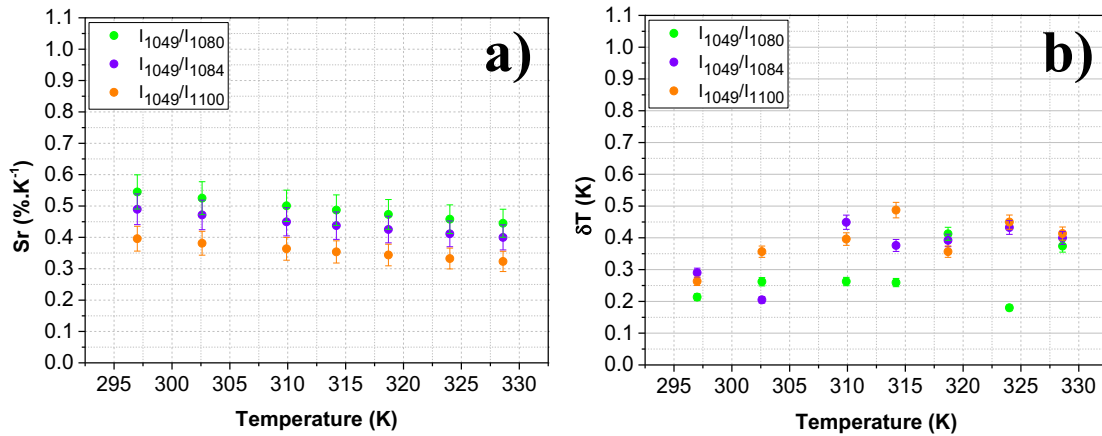 a)
I1049/I1080
I1049/I1084
I1049/I1100
Sr (%.K-1)
1.1
1.0
0.9
0.8
0.7
0.6
0.5
0.4
0.3
0.2
0.1
0.0
295 300 305 310 315 320 325 330
Temperature (K)
b)
I1049/I1080
I1049/I1084
I1049/I1100
δT (K)
1.1
1.0
0.9
0.8
0.7
0.6
0.5
0.4
0.3
0.2
0.1
0.0
295 300 305 310 315 320 325 330
Temperature (K)